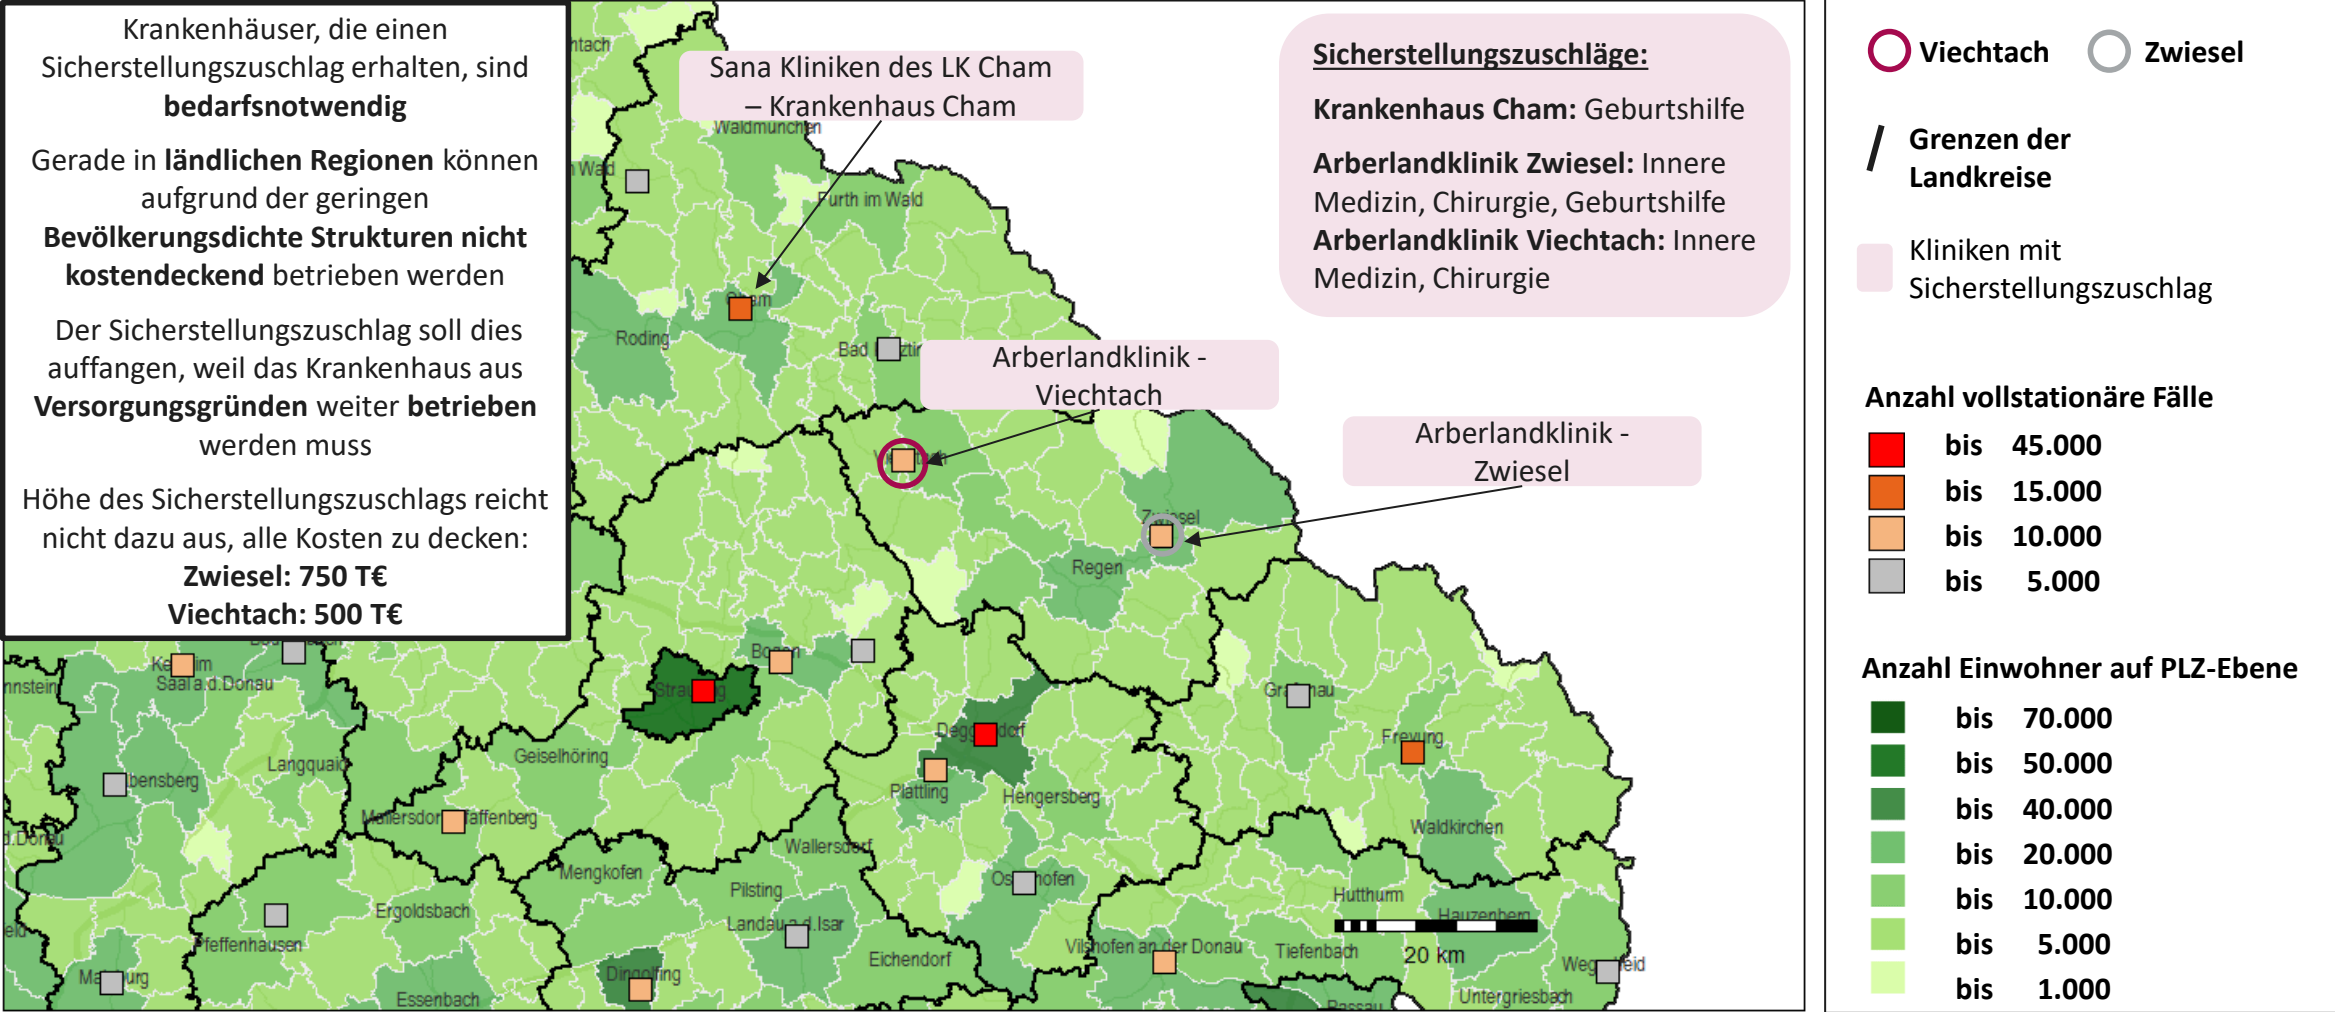 Krankenhäuser, die einen
Sicherstellungszuschlag erhalten, sind
bedarfsnotwendig
Gerade in ländlichen Regionen können
aufgrund der geringen
Bevölkerungsdichte Strukturen nicht
kostendeckend betrieben werden
Der Sicherstellungszuschlag soll dies
auffangen, weil das Krankenhaus aus
Versorgungsgründen weiter betrieben
werden muss
Höhe des Sicherstellungszuschlags reicht
nicht dazu aus, alle Kosten zu decken:
Zwiesel: 750 T€
Viechtach: 500 T€
Sana Kliniken des LK Cham
– Krankenhaus Cham
Sicherstellungszuschläge:
Krankenhaus Cham: Geburtshilfe
Arberlandklinik Zwiesel: Innere
Medizin, Chirurgie, Geburtshilfe
Arberlandklinik Viechtach: Innere
Medizin, Chirurgie
Arberlandklinik -
Viechtach
Arberlandklinik -
Zwiesel
Waldmünchen
Furth im Wald
Roding
Bad
Zwiesel
Regen
Saal a.d.Donau
Langquaid
Geiselhöring
Plattling
Hengersberg
Freyung
Waldkirchen
Wallersdorf
Mengkofen
Pilsting
Ergoldsbach
Pfeffenhausen
Landau a.d.Isar
Eichendorf
Dingolfing
Essenbach
Vilshofen an der Donau
Hutthurm
Hauzenberg
Tiefenbach
20 km
Untergriesbach
Passau
Viechtach
Zwiesel
Grenzen der
Landkreise
Kliniken mit
Sicherstellungszuschlag
Anzahl vollstationäre Fälle
bis 45.000
bis 15.000
bis 10.000
bis 5.000
Anzahl Einwohner auf PLZ-Ebene
bis 70.000
bis 50.000
bis 40.000
bis 20.000
bis 10.000
bis 5.000
bis 1.000